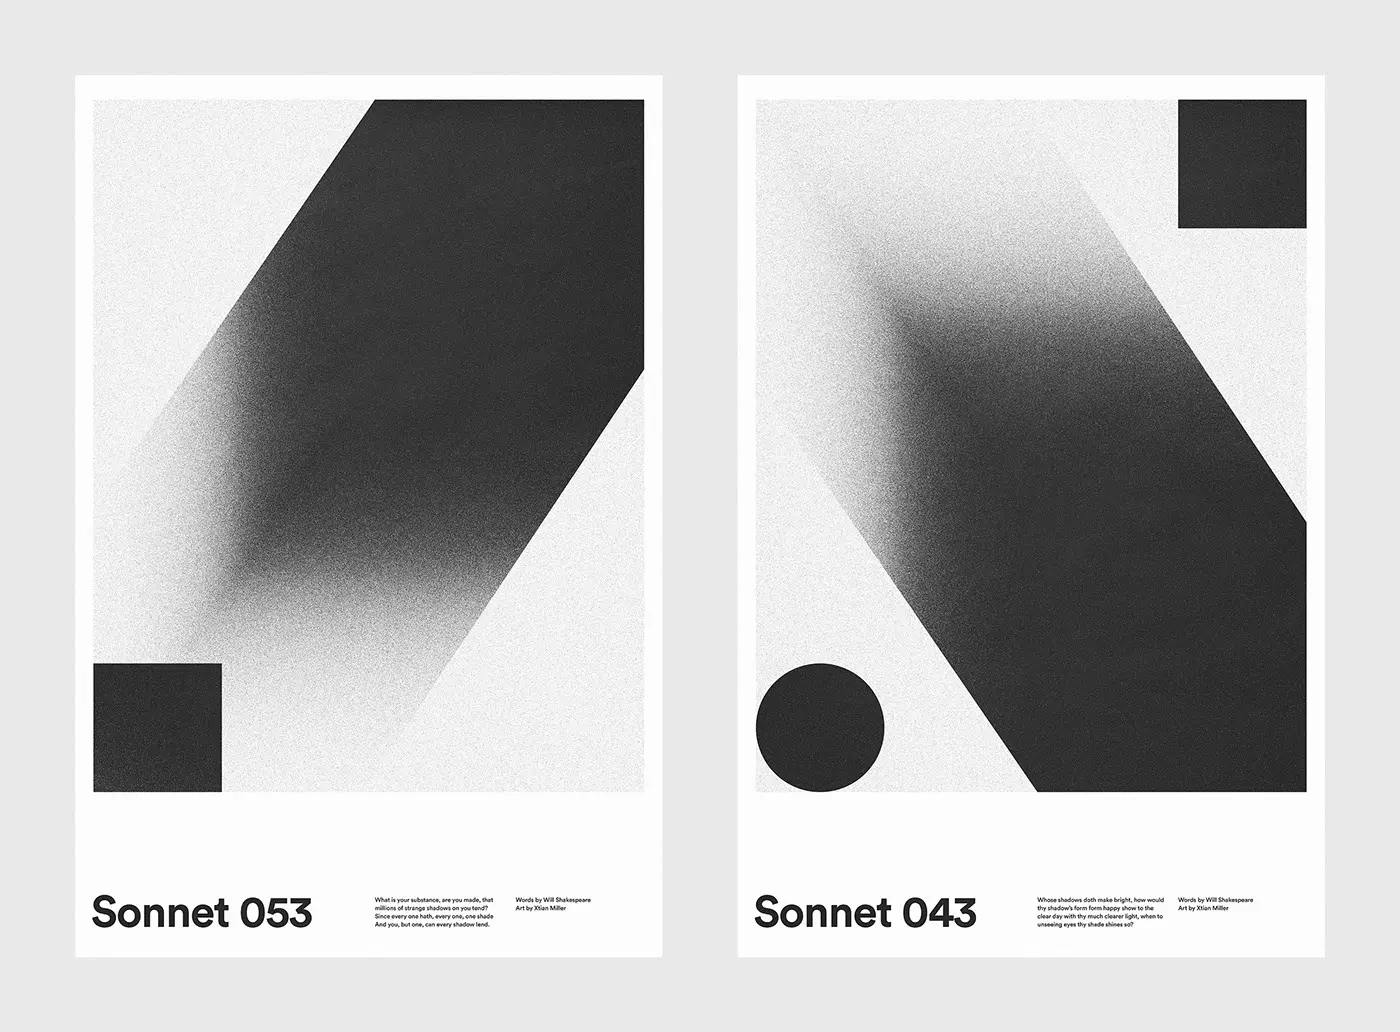 Sonnet 053
What is your substance, are you made, that
millions of strange shadows on you tend?
Since every one hath, every one, one shade
And you, but one, can every shadow lend.
Words by Will Shakespeare
Art by Xtian Miller
Sonnet 043
Whose shadows doth make bright, how would
thy shadow's form form happy show to the
clear day with thy much clearer light, when to
unseeing eyes thy shade shines so?
Words by Will Shakespeare
Art by Xtian Miller